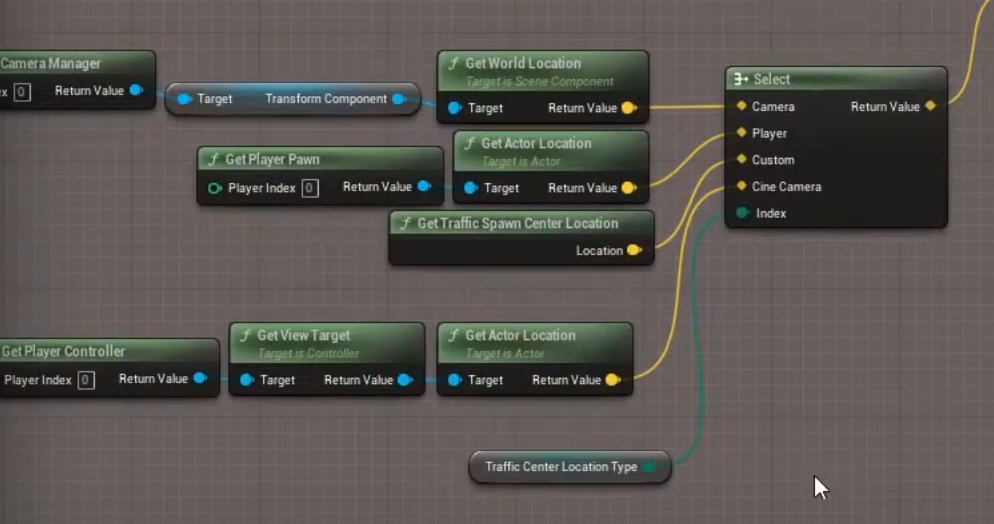 Camera Manager
ex 0 Return Value
Target Transform Component
ƒ Get World Location
Target is Scene Component
Target Return Value
ƒ Get Player Pawn
Player Index 0 Return Value
ƒ Get Actor Location
Target is Actor
Target Return Value
ƒ Get Traffic Spawn Center Location
Location
Select
Camera Return Value
Player
Custom
Cine Camera
Index
Get Player Controller
Player Index 0 Return Value
ƒ Get View Target
Target is Controller
Target Return Value
ƒ Get Actor Location
Target is Actor
Target Return Value
Traffic Center Location Type